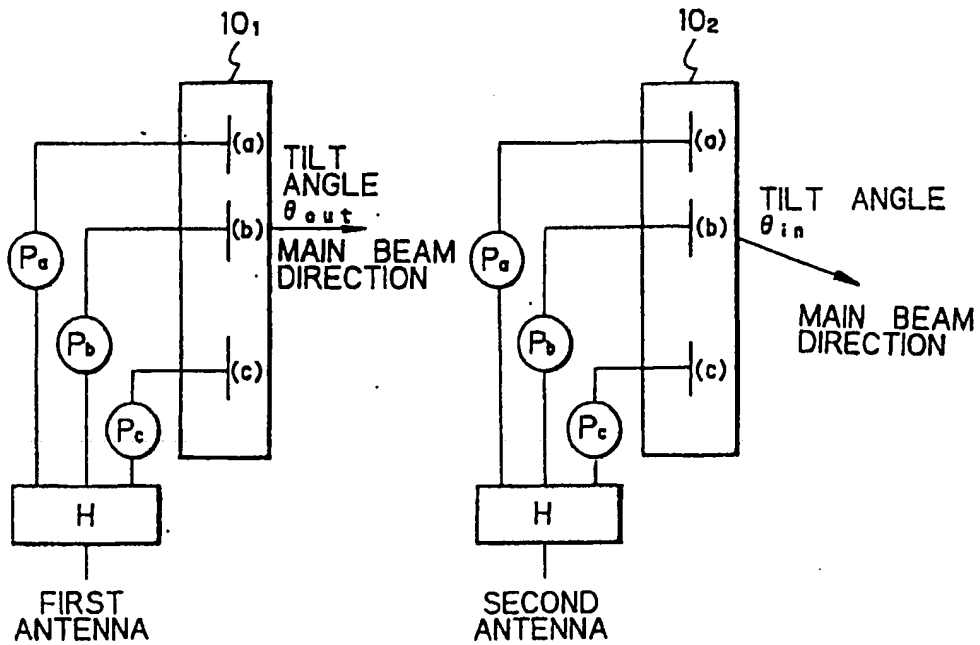 10₁
(a)
TILT
ANGLE
θout
(b)
MAIN BEAM
DIRECTION
Pa
Pb
(c)
Pc
H
FIRST
ANTENNA
10₂
(a)
TILT ANGLE
θin
(b)
Pa
MAIN BEAM
DIRECTION
Pb
(c)
Pc
H
SECOND
ANTENNA